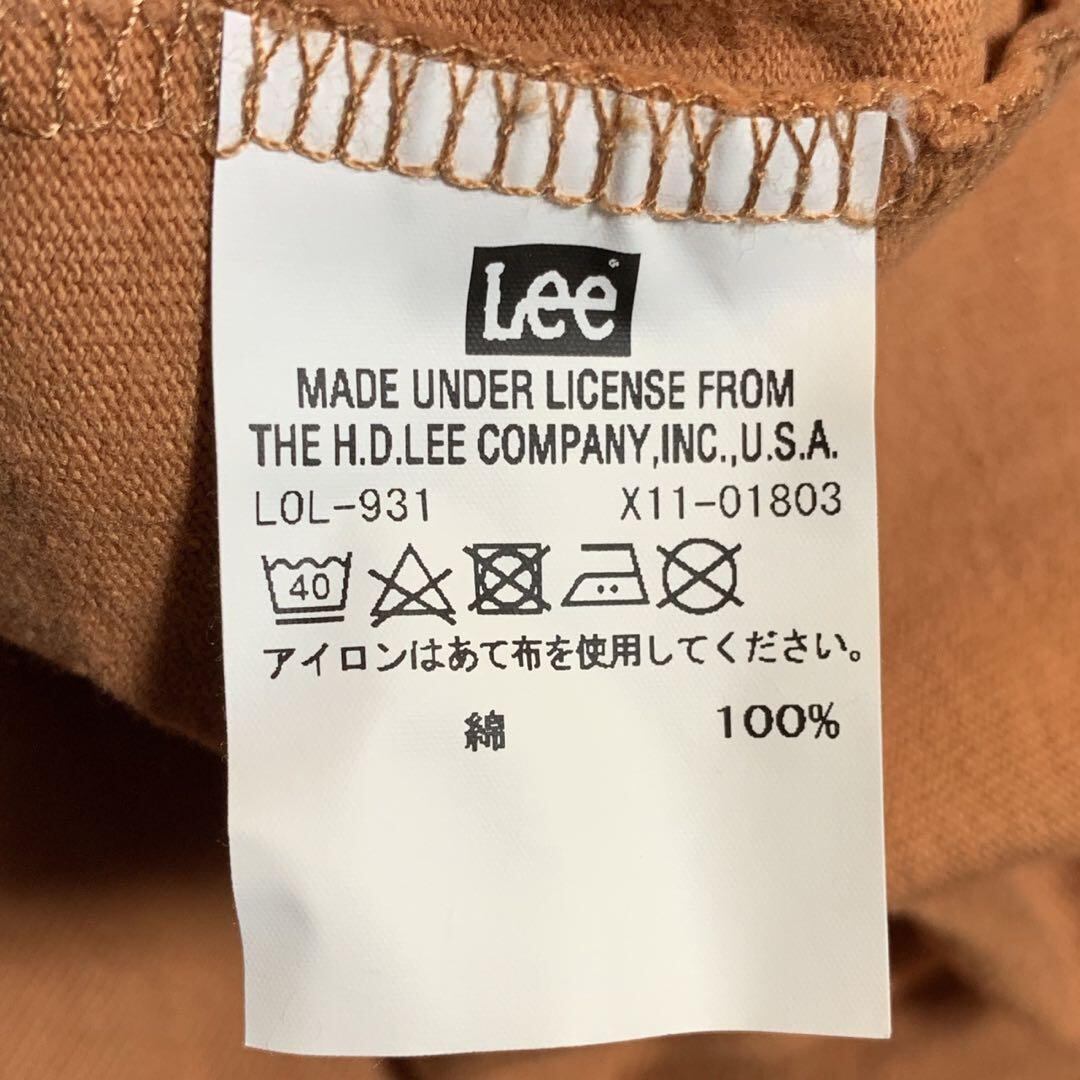 Lee
MADE UNDER LICENSE FROM
THE H.D.LEE COMPANY,INC.,U.S.A.
LOL-931 X11-01803
40
アイロンはあて布を使用してください。
綿 100%